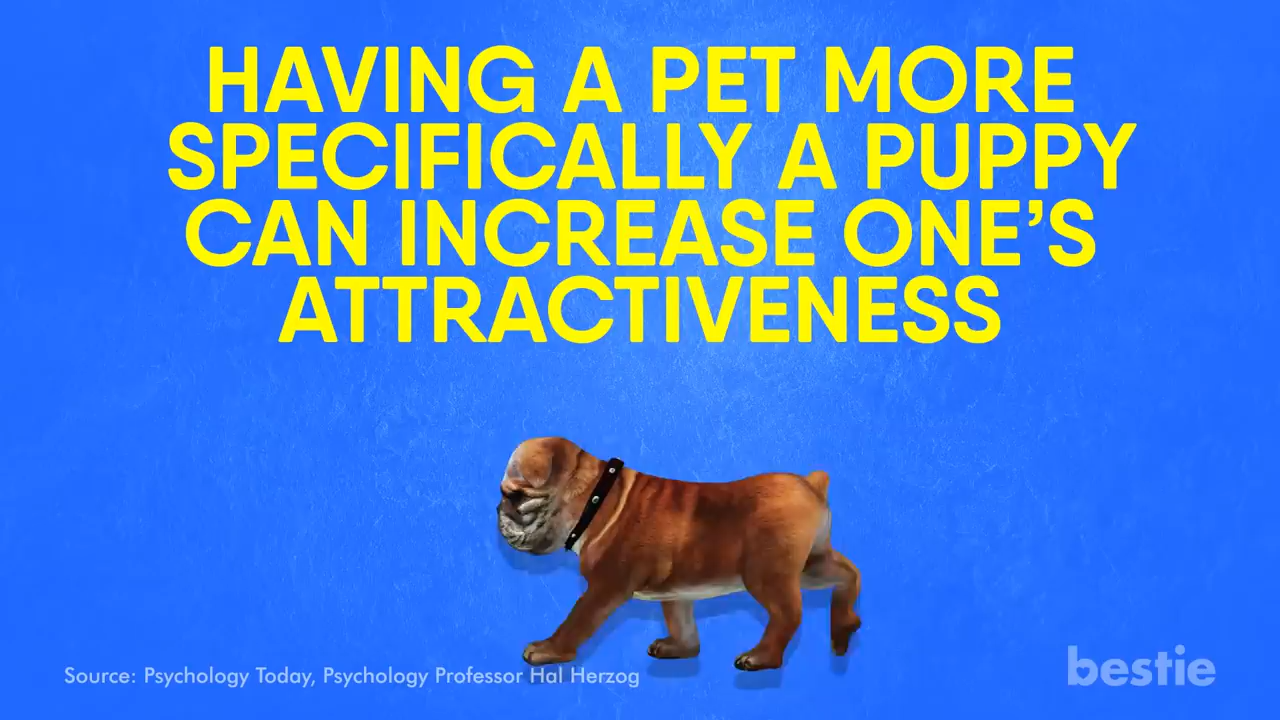 HAVING A PET MORE
SPECIFICALLY A PUPPY
CAN INCREASE ONE’S
ATTRACTIVENESS
Source: Psychology Today, Psychology Professor Hal Herzog
bestie